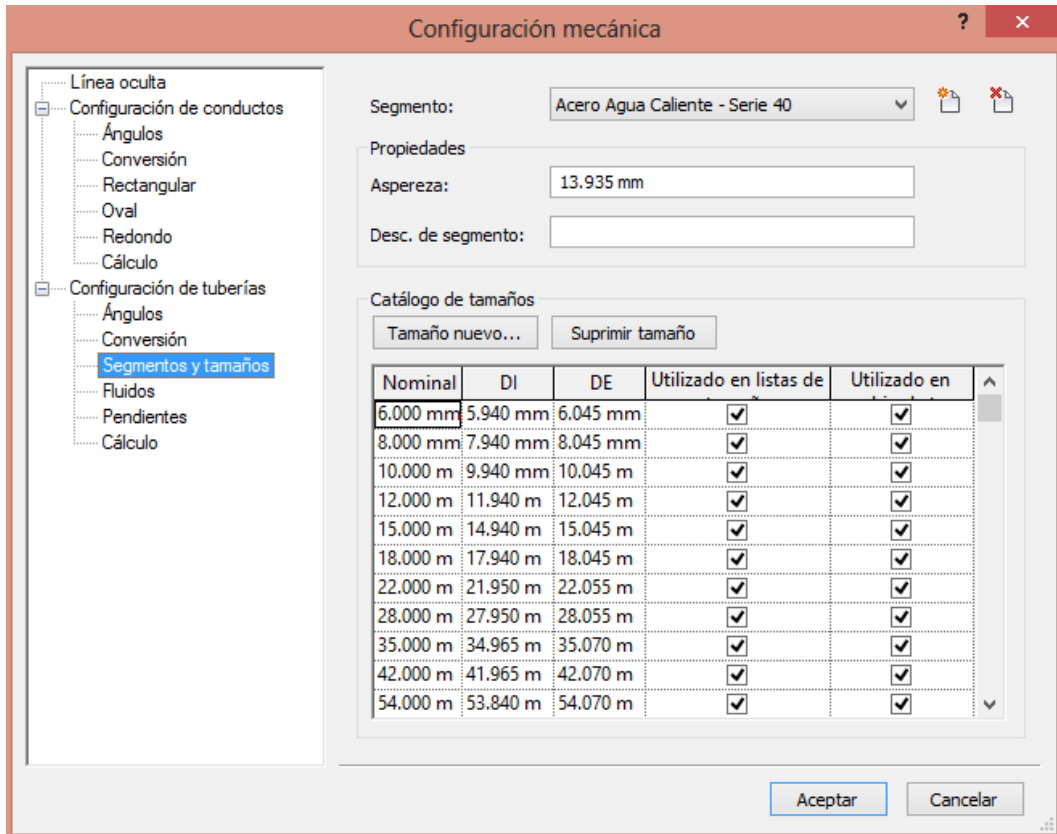 Configuración mecánica
?
×
Línea oculta
Configuración de conductos
Ángulos
Conversión
Rectangular
Oval
Redondo
Cálculo
Configuración de tuberías
Ángulos
Conversión
Segmentos y tamaños
Fluidos
Pendientes
Cálculo
Segmento: Acero Agua Caliente - Serie 40
Propiedades
Aspereza: 13.935 mm
Desc. de segmento:
Catálogo de tamaños
Tamaño nuevo... Suprimir tamaño
Nominal DI DE Utilizado en listas de Utilizado en
6.000 mm 5.940 mm 6.045 mm
8.000 mm 7.940 mm 8.045 mm
10.000 m 9.940 mm 10.045 m
12.000 m 11.940 m 12.045 m
15.000 m 14.940 m 15.045 m
18.000 m 17.940 m 18.045 m
22.000 m 21.950 m 22.055 m
28.000 m 27.950 m 28.055 m
35.000 m 34.965 m 35.070 m
42.000 m 41.965 m 42.070 m
54.000 m 53.840 m 54.070 m
Aceptar Cancelar